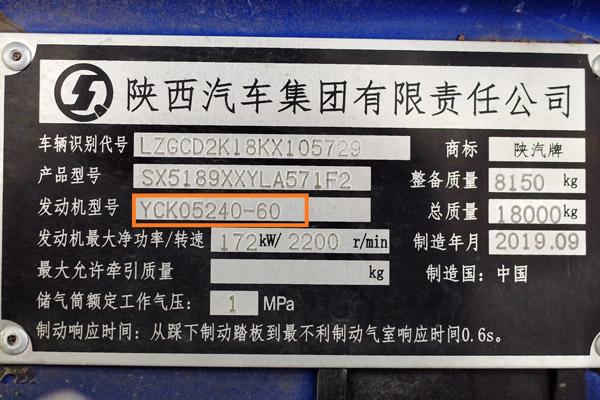 陕西汽车集团有限责任公司
车辆识别代号 LZGCD2K18KX105729 商标 陕汽牌
产品型号 SX5189XXYLA571F2 整备质量 8150 kg
发动机型号 YCK05240-60 总质量 18000 kg
发动机最大净功率/转速 172 kW/ 2200 r/min 制造年月 2019.09
最大允许牵引质量 kg 制造国：中国
储气筒额定工作气压： 1 MPa
制动响应时间：从踩下制动踏板到最不利制动气室响应时间0.6s。